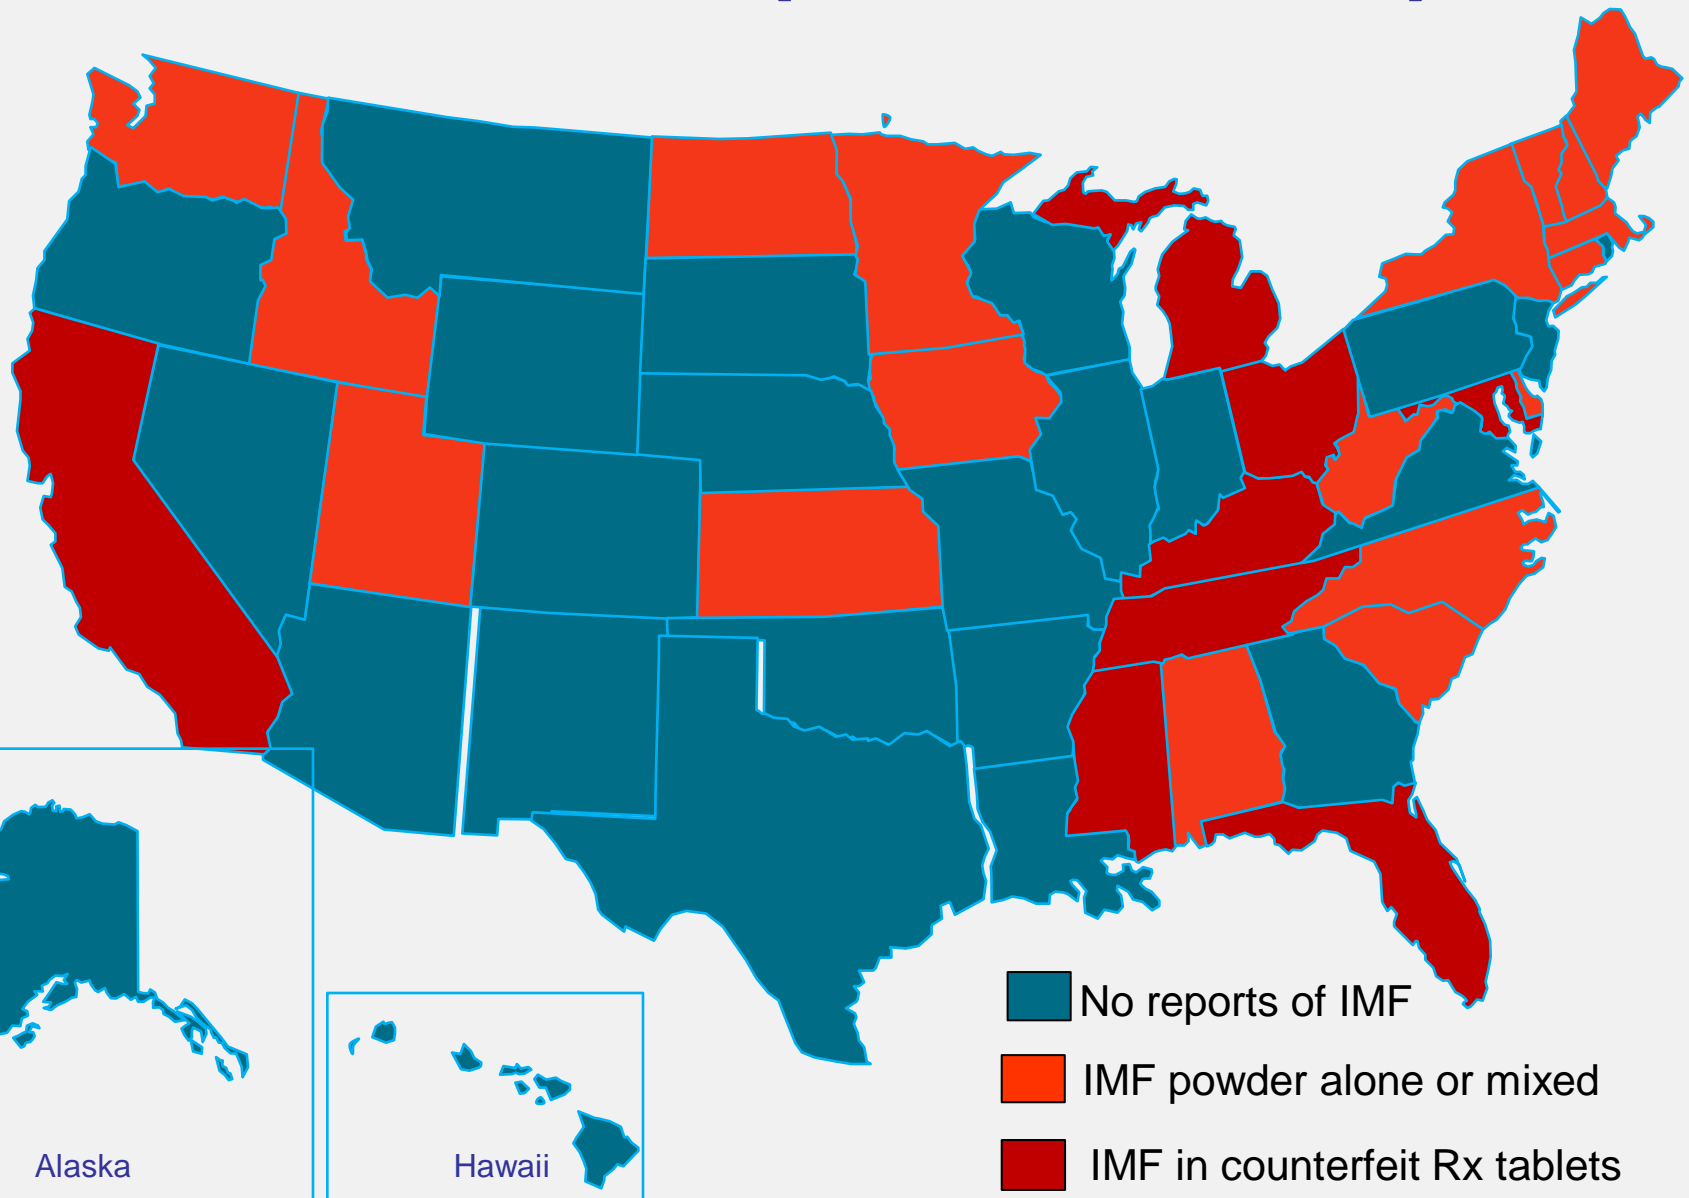 No reports of IMF
IMF powder alone or mixed
IMF in counterfeit Rx tablets
Alaska
Hawaii